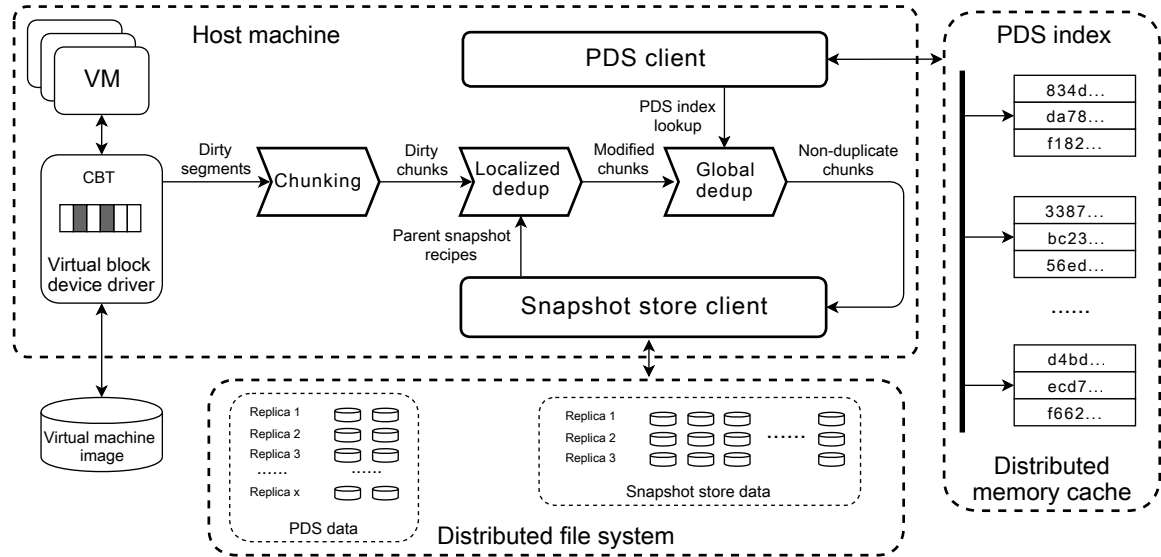 Host machine
VM
CBT
Virtual block
device driver
Virtual machine
image
Dirty
segments
Chunking
Dirty
chunks
Localized
dedup
Modified
chunks
Global
dedup
Non-duplicate
chunks
PDS client
PDS index
lookup
Parent snapshot
recipes
Snapshot store client
Replica 1
Replica 2
Replica 3
......
......
Replica x
PDS data
Replica 1
Replica 2
Replica 3
......
Snapshot store data
Distributed file system
PDS index
834d...
da78...
f182...
3387...
bc23...
56ed...
......
d4bd...
ecd7...
f662...
Distributed
memory cache